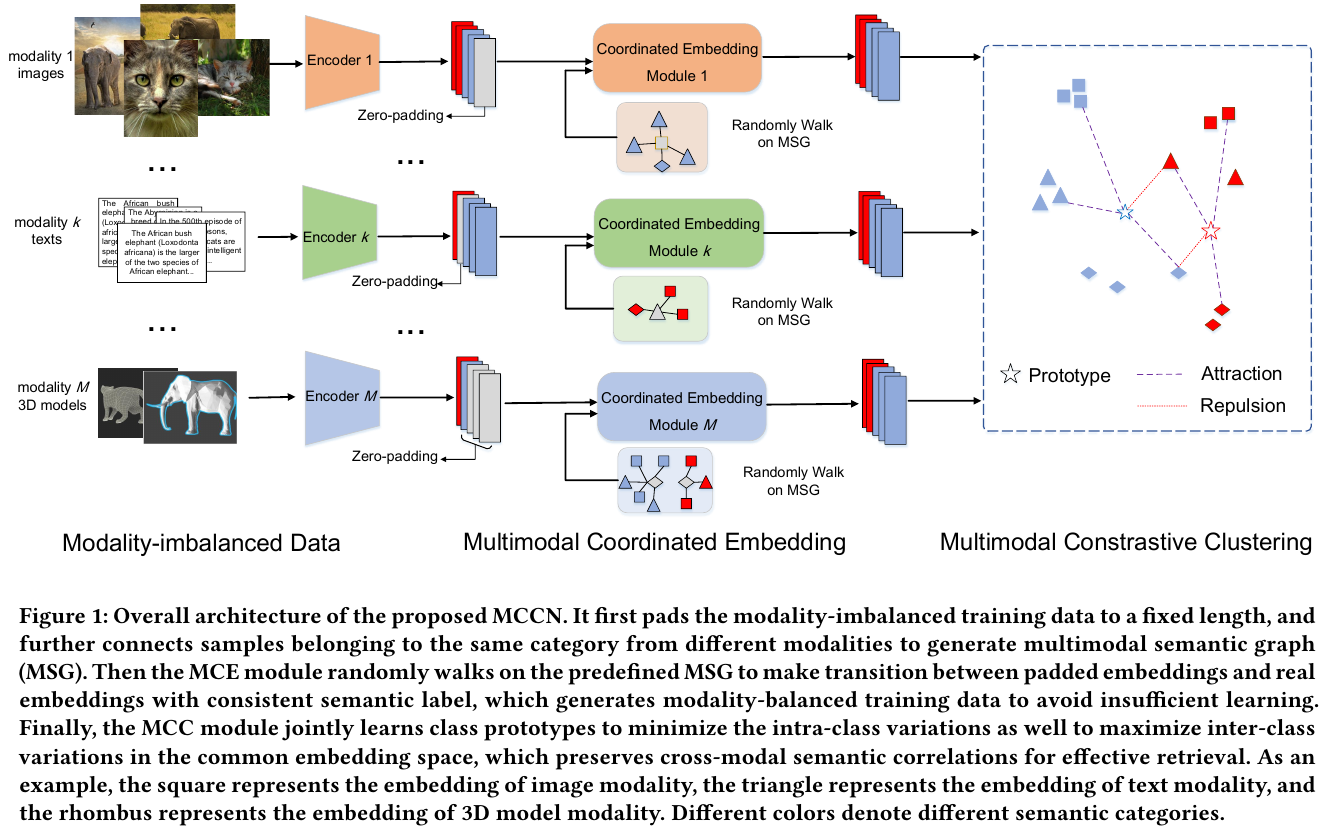 modality 1
images
Encoder 1
Zero-padding
Coordinated Embedding
Module 1
Randomly Walk
on MSG
...
...
modality k
texts
The African bush
eleph
(Loxo
afric
large
spec
elep
The Ab
breed
In the 500th episode of
sons,
cats are
intelligent
...
The African bush
elephant (Loxodonta
africana) is the larger
of the two species of
African elephant...
Encoder k
Zero-padding
Coordinated Embedding
Module k
Randomly Walk
on MSG
...
...
modality M
3D models
Encoder M
Zero-padding
Coordinated Embedding
Module M
Randomly Walk
on MSG
Prototype
Attraction
Repulsion
Modality-imbalanced Data
Multimodal Coordinated Embedding
Multimodal Constrastive Clustering
Figure 1: Overall architecture of the proposed MCCN. It first pads the modality-imbalanced training data to a fixed length, and
further connects samples belonging to the same category from different modalities to generate multimodal semantic graph
(MSG). Then the MCE module randomly walks on the predefined MSG to make transition between padded embeddings and real
embeddings with consistent semantic label, which generates modality-balanced training data to avoid insufficient learning.
Finally, the MCC module jointly learns class prototypes to minimize the intra-class variations as well to maximize inter-class
variations in the common embedding space, which preserves cross-modal semantic correlations for effective retrieval. As an
example, the square represents the embedding of image modality, the triangle represents the embedding of text modality, and
the rhombus represents the embedding of 3D model modality. Different colors denote different semantic categories.